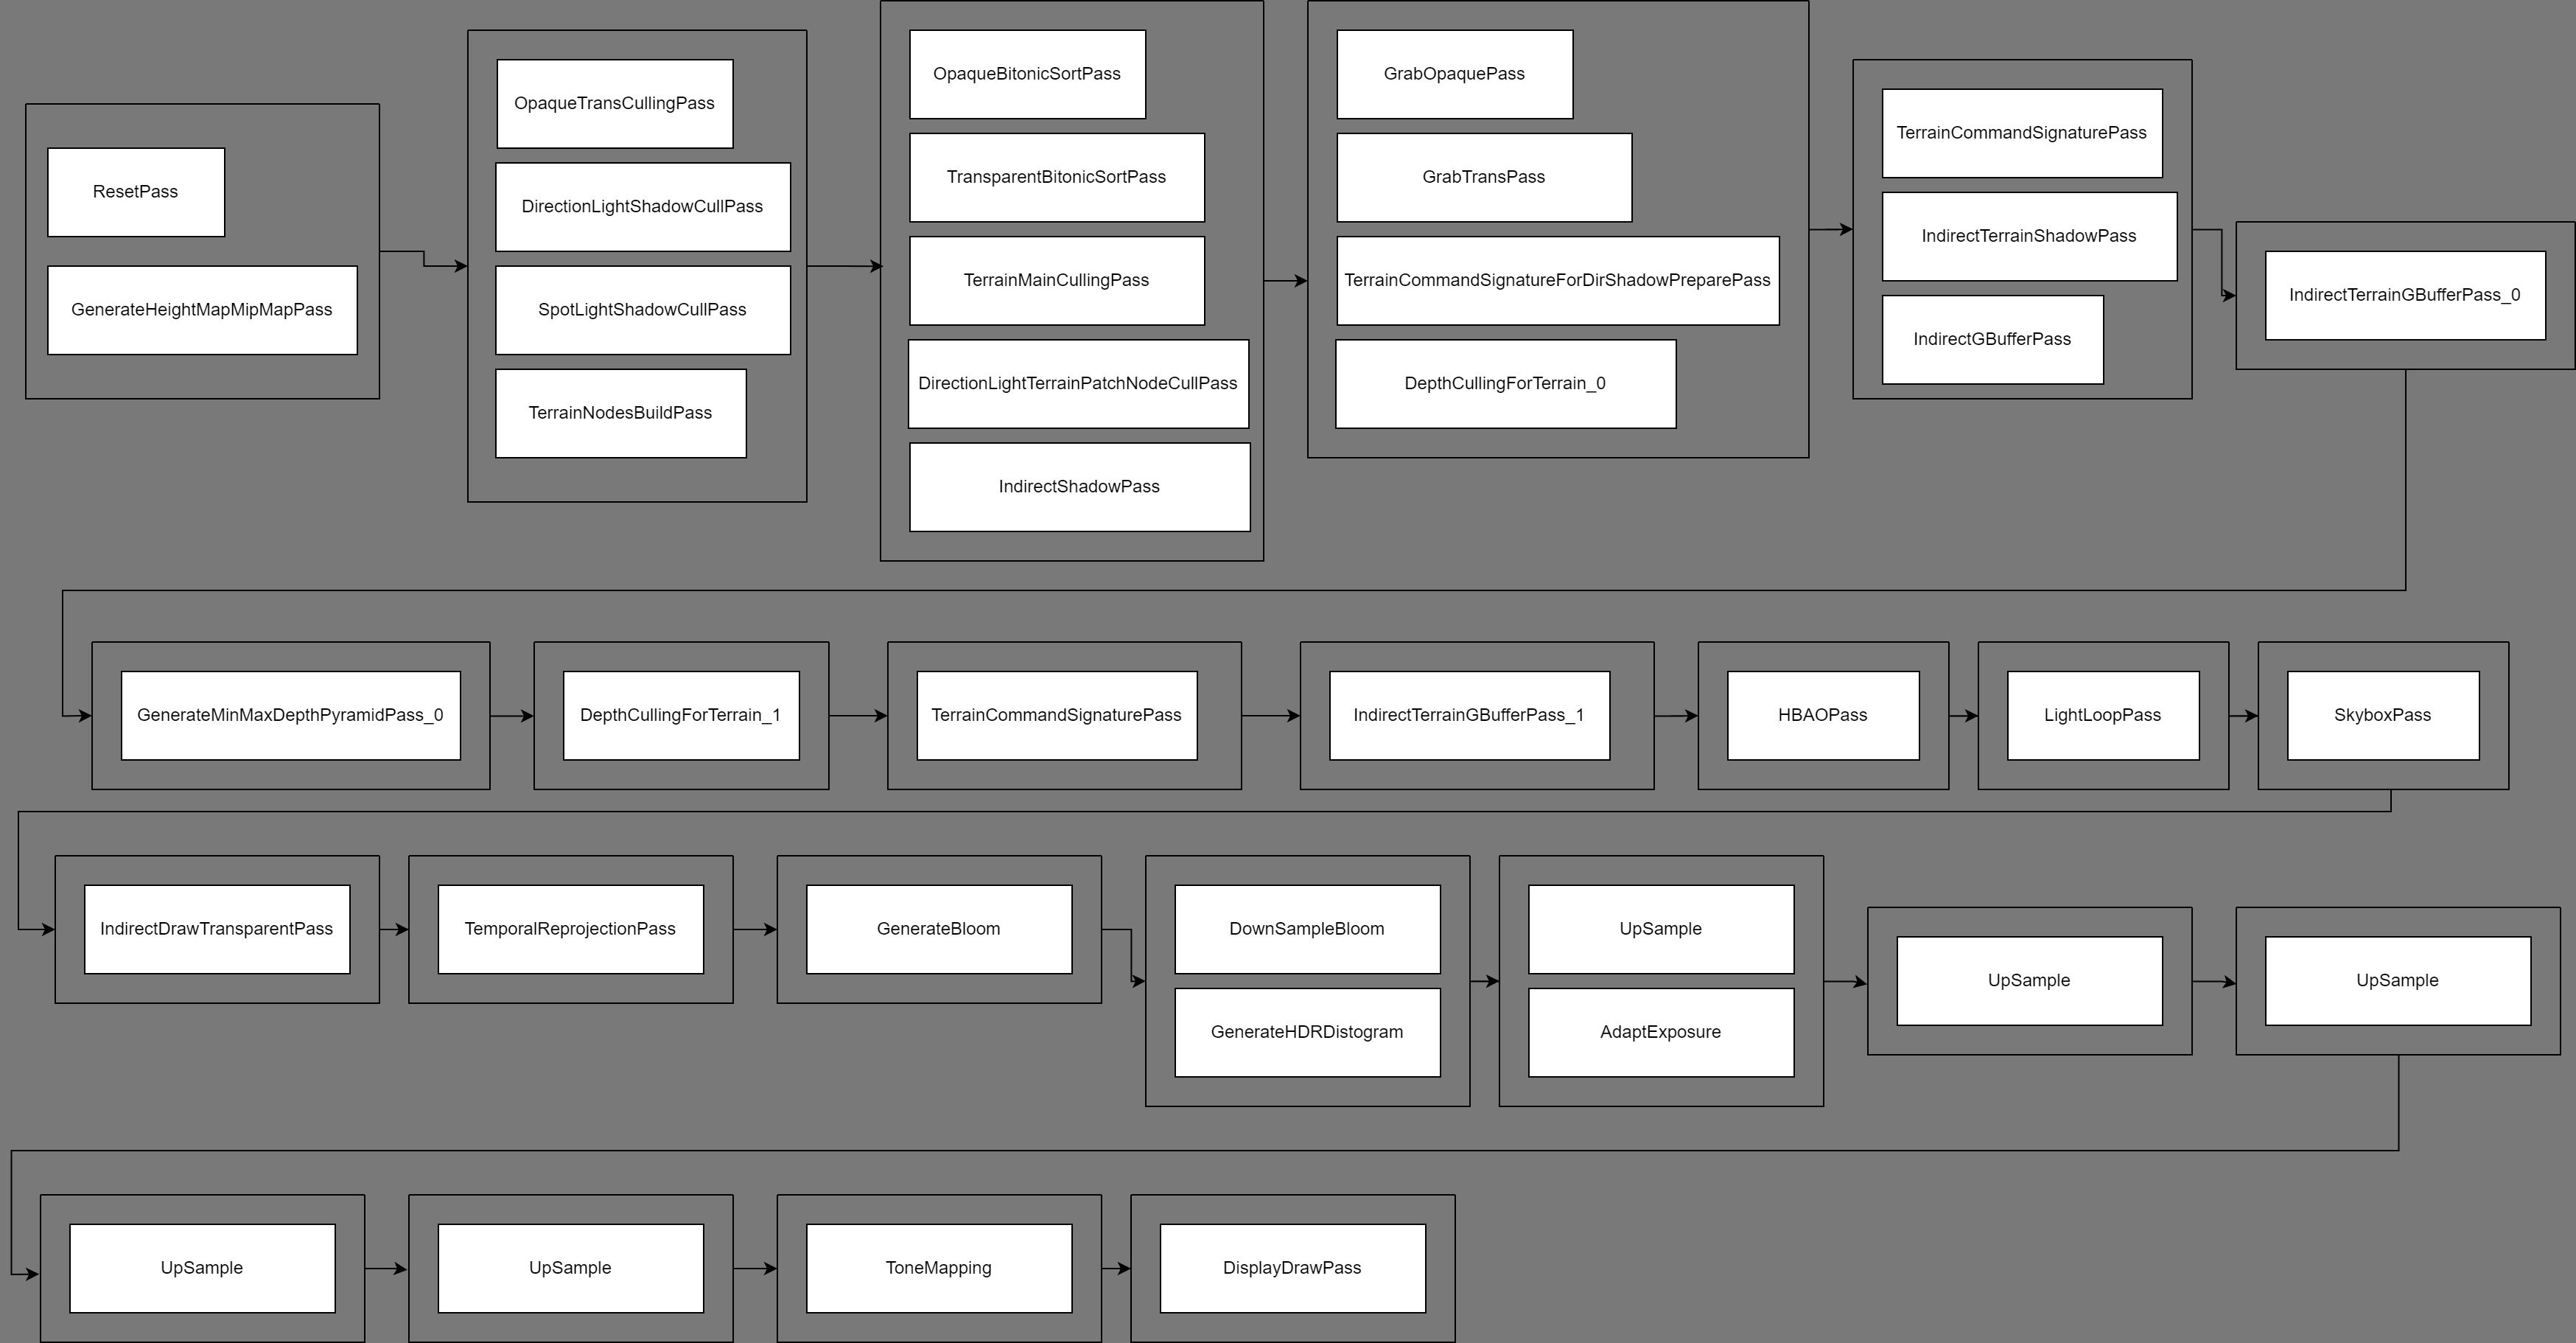 ResetPass
GenerateHeightMapMipMapPass
OpaqueTransCullingPass
DirectionLightShadowCullPass
SpotLightShadowCullPass
TerrainNodesBuildPass
OpaqueBitonicSortPass
TransparentBitonicSortPass
TerrainMainCullingPass
DirectionLightTerrainPatchNodeCullPass
IndirectShadowPass
GrabOpaquePass
GrabTransPass
TerrainCommandSignatureForDirShadowPreparePass
DepthCullingForTerrain_0
TerrainCommandSignaturePass
IndirectTerrainShadowPass
IndirectGBufferPass
IndirectTerrainGBufferPass_0
GenerateMinMaxDepthPyramidPass_0
DepthCullingForTerrain_1
TerrainCommandSignaturePass
IndirectTerrainGBufferPass_1
HBAOPass
LightLoopPass
SkyboxPass
IndirectDrawTransparentPass
TemporalReprojectionPass
GenerateBloom
DownSampleBloom
GenerateHDRDistogram
UpSample
AdaptExposure
UpSample
UpSample
UpSample
UpSample
ToneMapping
DisplayDrawPass